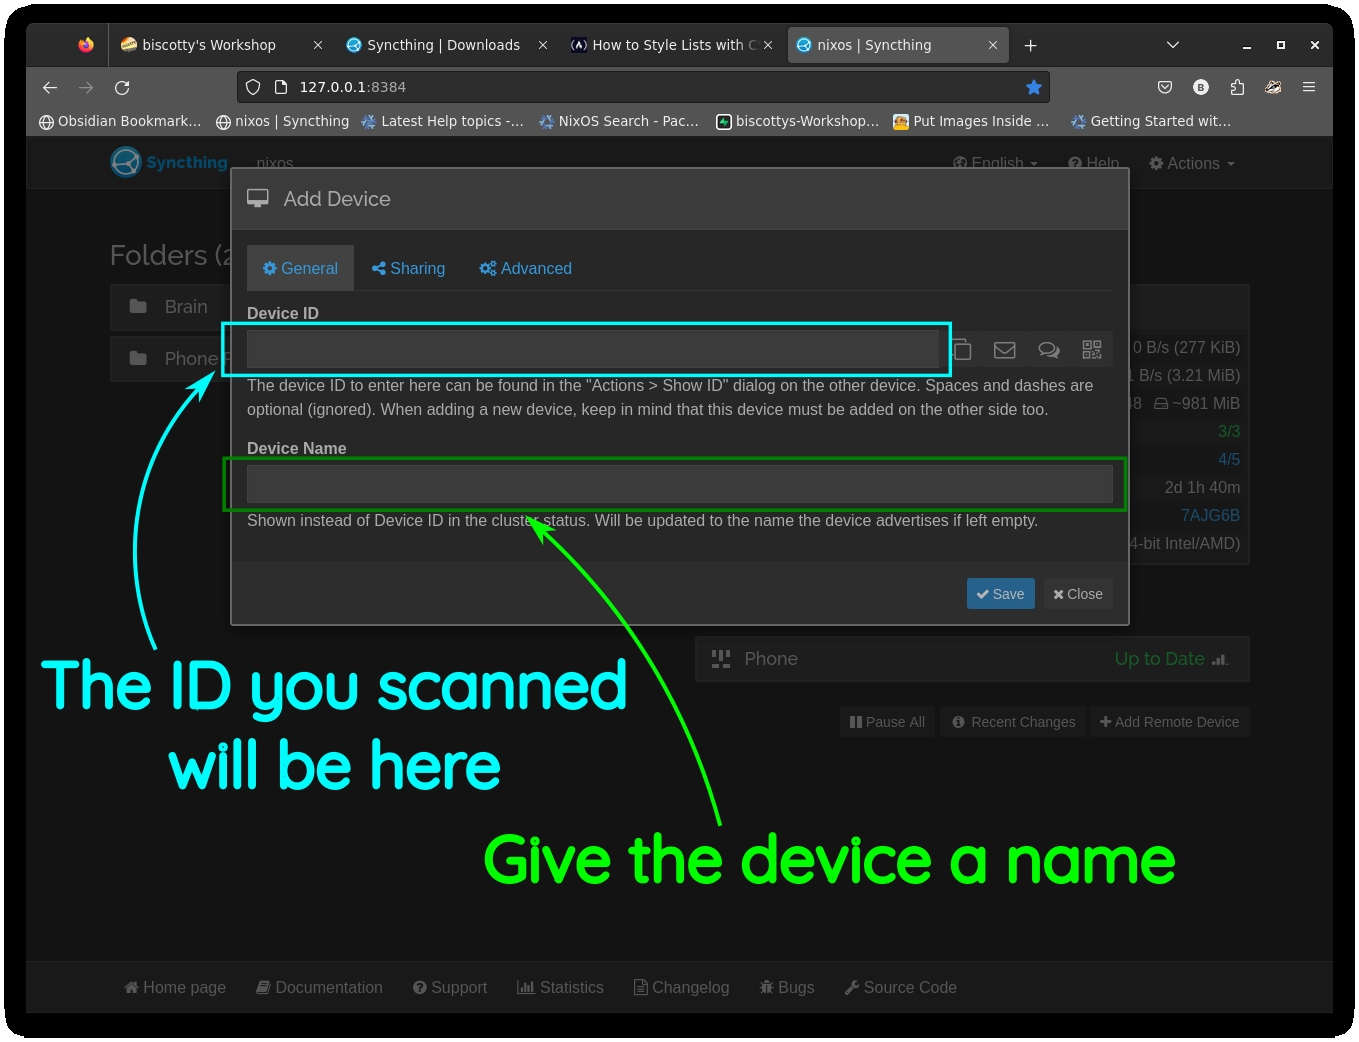 biscotty's Workshop
Syncthing | Downloads
How to Style Lists with C
nixos | Syncthing
127.0.0.1:8384
B
Obsidian Bookmark...
nixos | Syncthing
Latest Help topics -...
NixOS Search - Pac...
biscottys-Workshop...
Put Images Inside ...
Getting Started wit...
Syncthing
nixos
English
Help
Actions
Add Device
Folders (2
General
Sharing
Advanced
Brain
Phone
Device ID
The device ID to enter here can be found in the "Actions > Show ID" dialog on the other device. Spaces and dashes are
optional (ignored). When adding a new device, keep in mind that this device must be added on the other side too.
Device Name
Shown instead of Device ID in the cluster status. Will be updated to the name the device advertises if left empty.
Save
Close
0 B/s (277 KiB)
B/s (3.21 MiB)
48 ~981 MiB
3/3
4/5
2d 1h 40m
7AJG6B
4-bit Intel/AMD)
Phone
Up to Date
Pause All
Recent Changes
Add Remote Device
The ID you scanned
will be here
Give the device a name
Home page
Documentation
Support
Statistics
Changelog
Bugs
Source Code